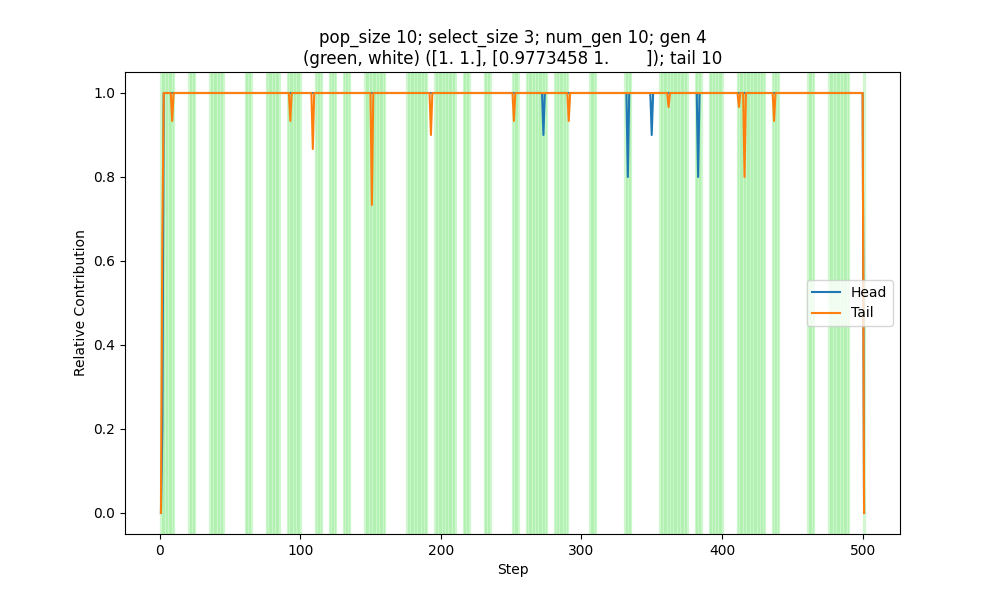 pop_size 10; select_size 3; num_gen 10; gen 4
(green, white) ([1. 1.], [0.9773458 1.        ]); tail 10
1.0
0.8
0.6
0.4
0.2
0.0
Relative Contribution
Head
Tail
0
100
200
300
400
500
Step